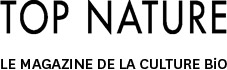 TOP NATURE
LE MAGAZINE DE LA CULTURE BiO